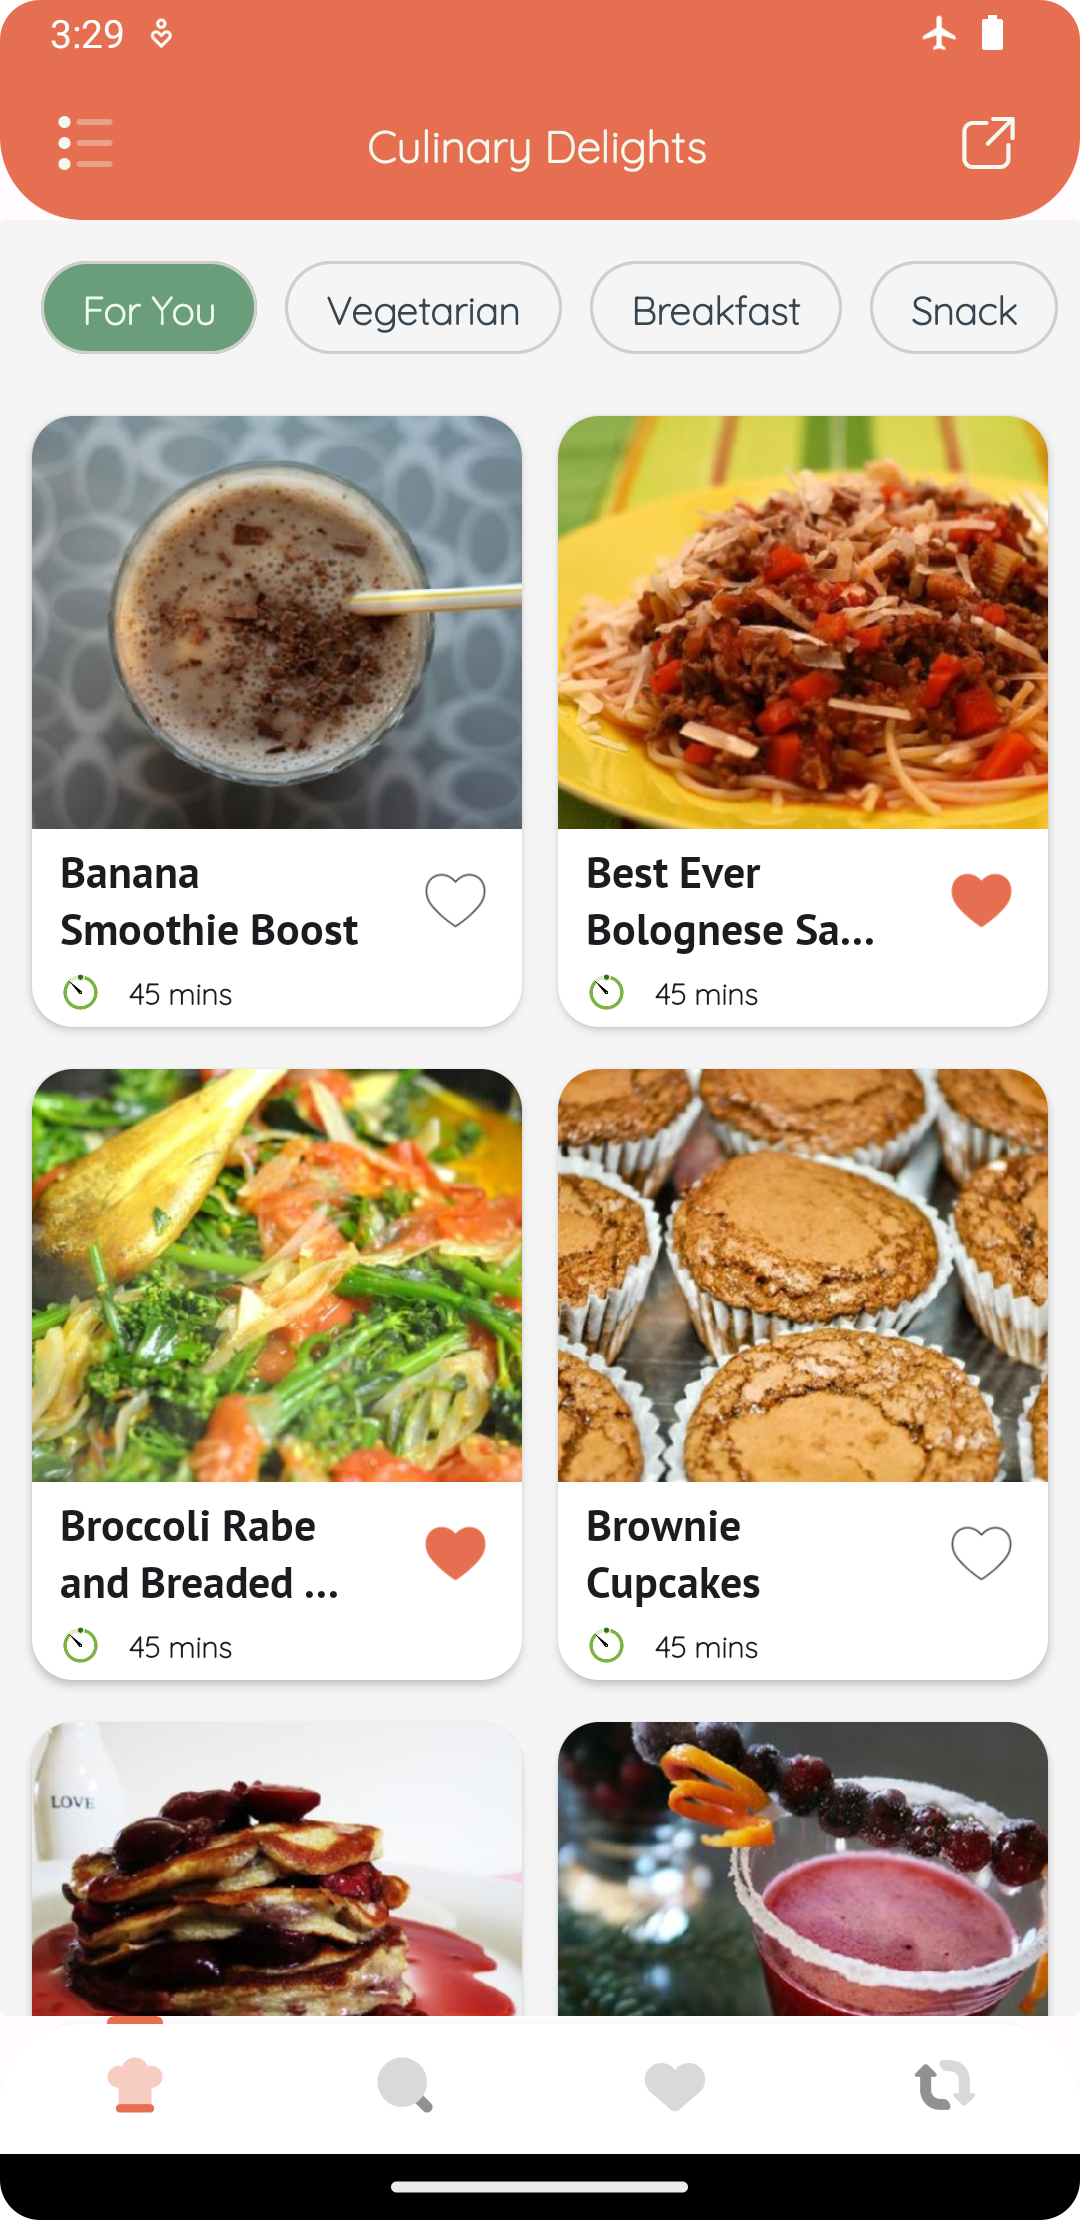 3:29
Culinary Delights
For You
Vegetarian
Breakfast
Snack
Banana
Smoothie Boost
45 mins
Best Ever
Bolognese Sa...
45 mins
Broccoli Rabe
and Breaded ...
45 mins
Brownie
Cupcakes
45 mins
LOVE